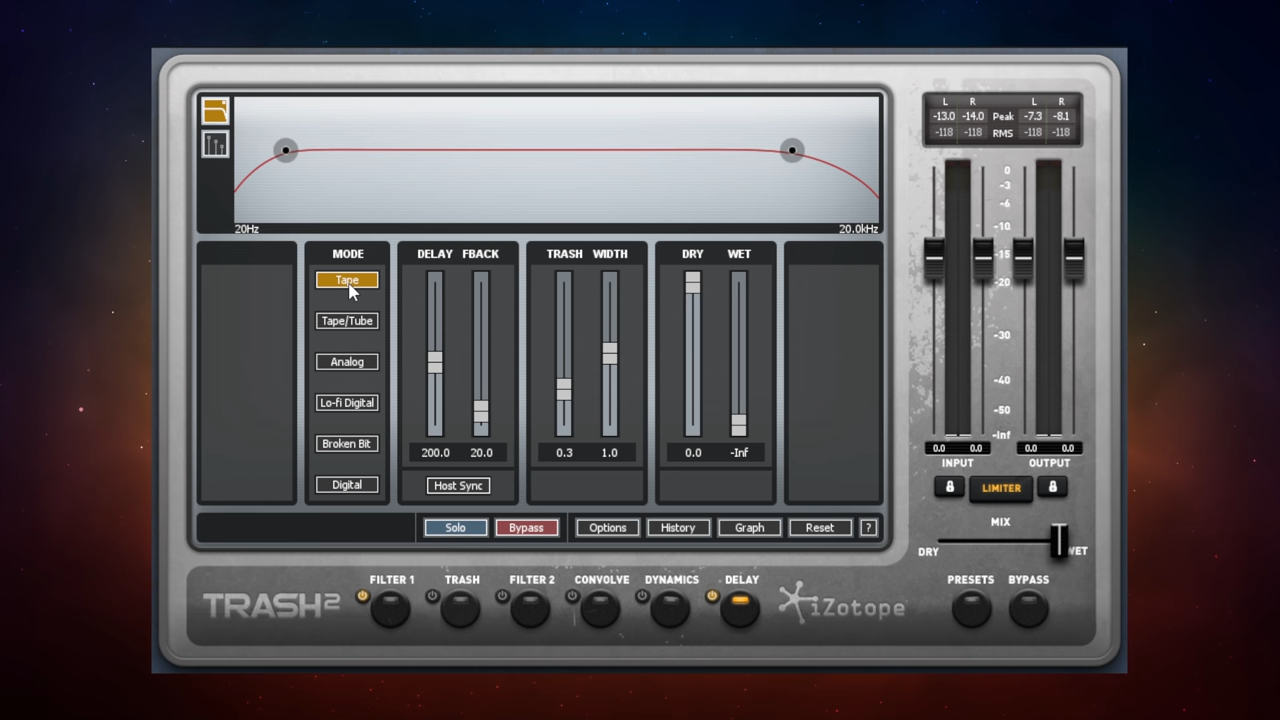 20Hz 20.0kHz
L R L R
-13.0 -14.0 Peak -7.3 -8.1
-118 -118 RMS -118 -118
MODE
Tape
Tape/Tube
Analog
Lo-fi Digital
Broken Bit
Digital
DELAY FBACK
200.0 20.0
Host Sync
TRASH WIDTH
0.3 1.0
DRY WET
0.0 -Inf
0
-3
-6
-10
-15
-20
-30
-40
-50
-Inf
0.0 0.0 0.0 0.0
INPUT OUTPUT
LIMITER
MIX
DRY WET
Solo Bypass Options History Graph Reset ?
FILTER 1 TRASH FILTER 2 CONVOLVE DYNAMICS DELAY PRESETS BYPASS
TRASH2 iZotope